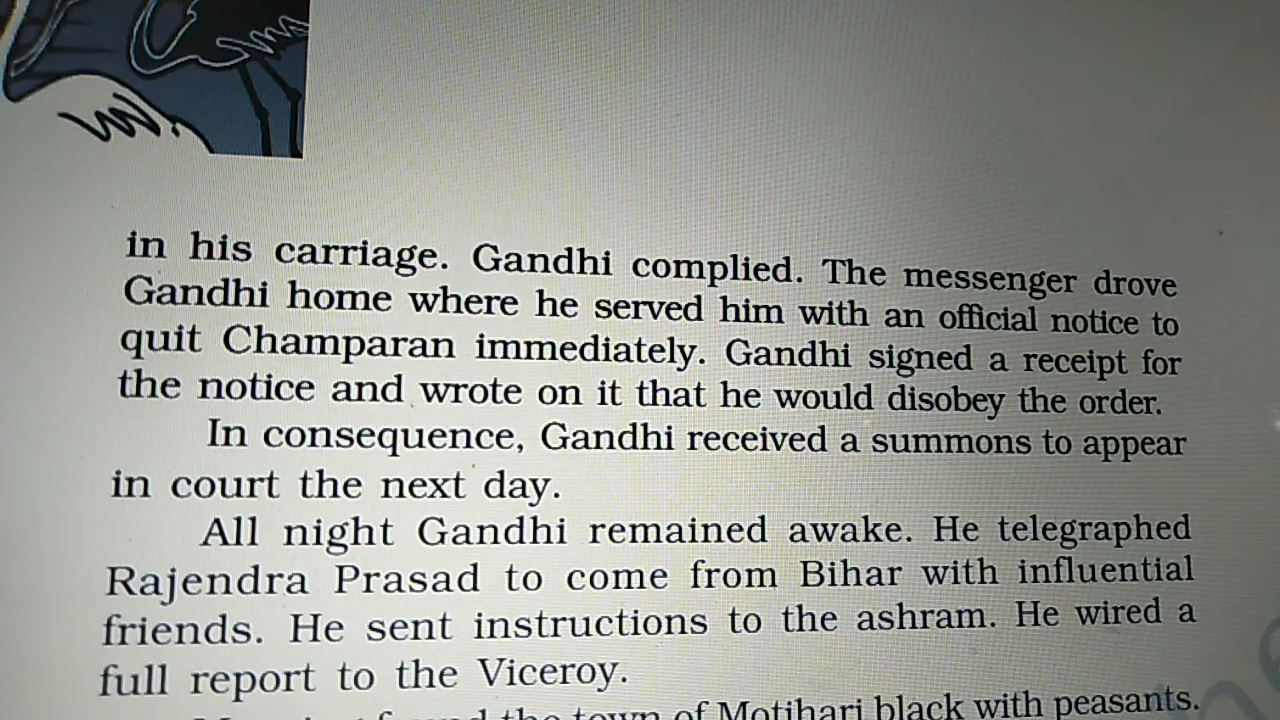 in his carriage. Gandhi complied. The messenger drove
Gandhi home where he served him with an official notice to
quit Champaran immediately. Gandhi signed a receipt for
the notice and wrote on it that he would disobey the order.
In consequence, Gandhi received a summons to appear
in court the next day.
All night Gandhi remained awake. He telegraphed
Rajendra Prasad to come from Bihar with influential
friends. He sent instructions to the ashram. He wired a
full report to the Viceroy.
the town of Motihari black with peasants.